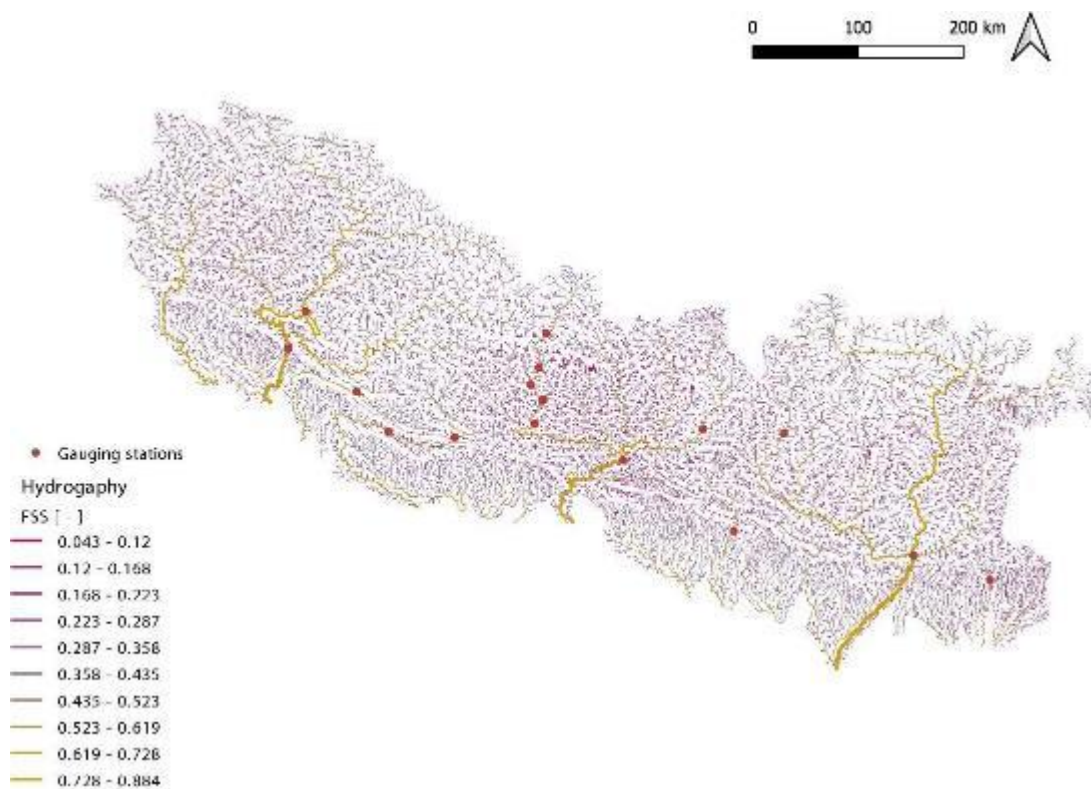 0 100 200 km
Gauging stations
Hydrogaphy
FSS [ - ]
0.043 - 0.12
0.12 - 0.168
0.168 - 0.723
0.223 - 0.287
0.287 - 0.358
0.358 - 0.435
0.435 - 0.523
0.523 - 0.619
0.619 - 0.728
0.728 - 0.884